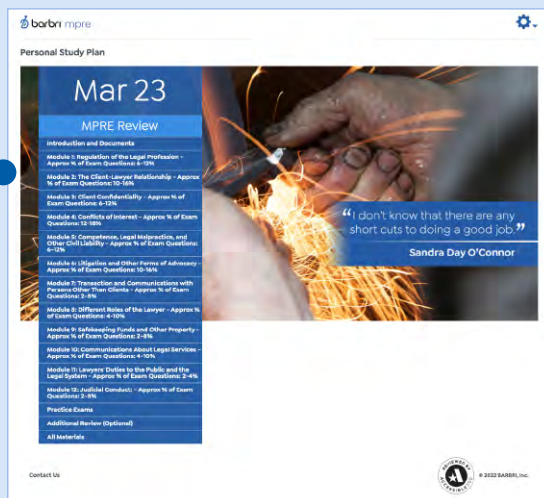 barbri mpre
Personal Study Plan
Mar 23
MPRE Review
Introduction and Documents
Module 1: Regulation of the Legal Profession -
Approx % of Exam Questions: 6-12%
Module 2: The Client-Lawyer Relationship - Approx
% of Exam Questions: 10-16%
Module 3: Client Confidentiality - Approx % of
Exam Questions: 6-12%
Module 4: Conflicts of Interest - Approx % of Exam
Questions: 12-18%
Module 5: Competence, Legal Malpractice, and
Other Civil Liability - Approx % of Exam Questions:
6-12%
Module 6: Litigation and Other Forms of Advocacy -
Approx % of Exam Questions: 10-16%
Module 7: Transaction and Communications with
Persons Other Than Clients - Approx % of Exam
Questions: 2-8%
Module 8: Different Roles of the Lawyer - Approx %
of Exam Questions: 4-10%
Module 9: Safekeeping Funds and Other Property -
Approx % of Exam Questions: 2-8%
Module 10: Communications About Legal Services -
Approx % of Exam Questions: 4-10%
Module 11: Lawyers' Duties to the Public and the
Legal System - Approx % of Exam Questions: 2-4%
Module 12: Judicial Conduct: - Approx % of Exam
Questions: 2-8%
Practice Exams
Additional Review (Optional)
All Materials
“I don't know that there are any
short cuts to doing a good job.”
Sandra Day O'Connor
Contact Us
REVIEWED BY
A
© 2022 BARBRI, Inc.